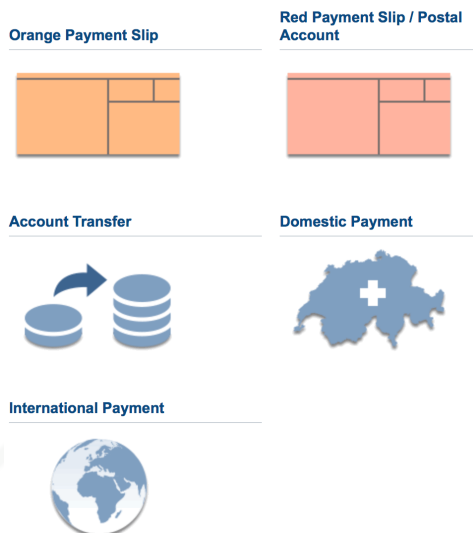 Orange Payment Slip
Red Payment Slip / Postal
Account
Account Transfer
Domestic Payment
International Payment